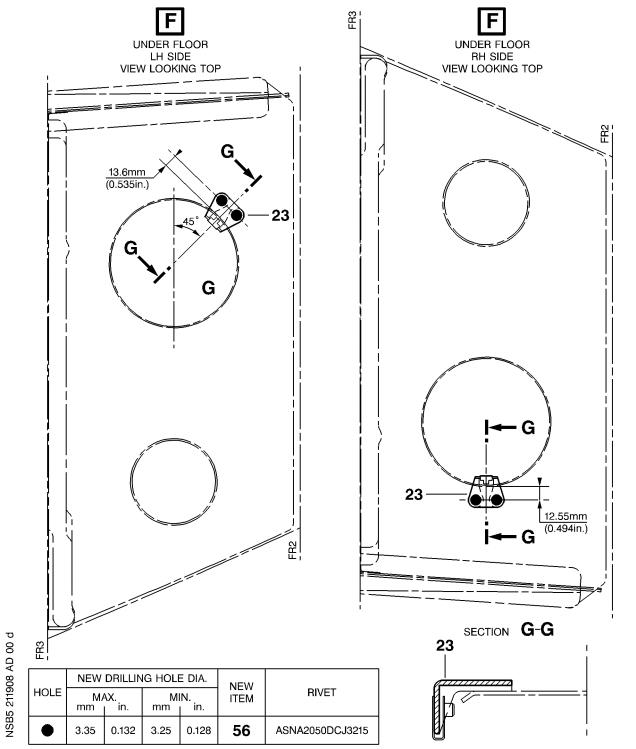 F
UNDER FLOOR
LH SIDE
VIEW LOOKING TOP
F
UNDER FLOOR
RH SIDE
VIEW LOOKING TOP
FR3
FR2
13.6mm
(0.535in.)
G
23
45°
G
G
G
23
12.55mm
(0.494in.)
G
FR2
FR3
SECTION G-G
23
NSB5 211908 AD 00 d
HOLE
NEW DRILLING HOLE DIA.
MAX.
mm in.
MIN.
mm in.
NEW
ITEM
RIVET
3.35 0.132 3.25 0.128 56 ASNA2050DCJ3215